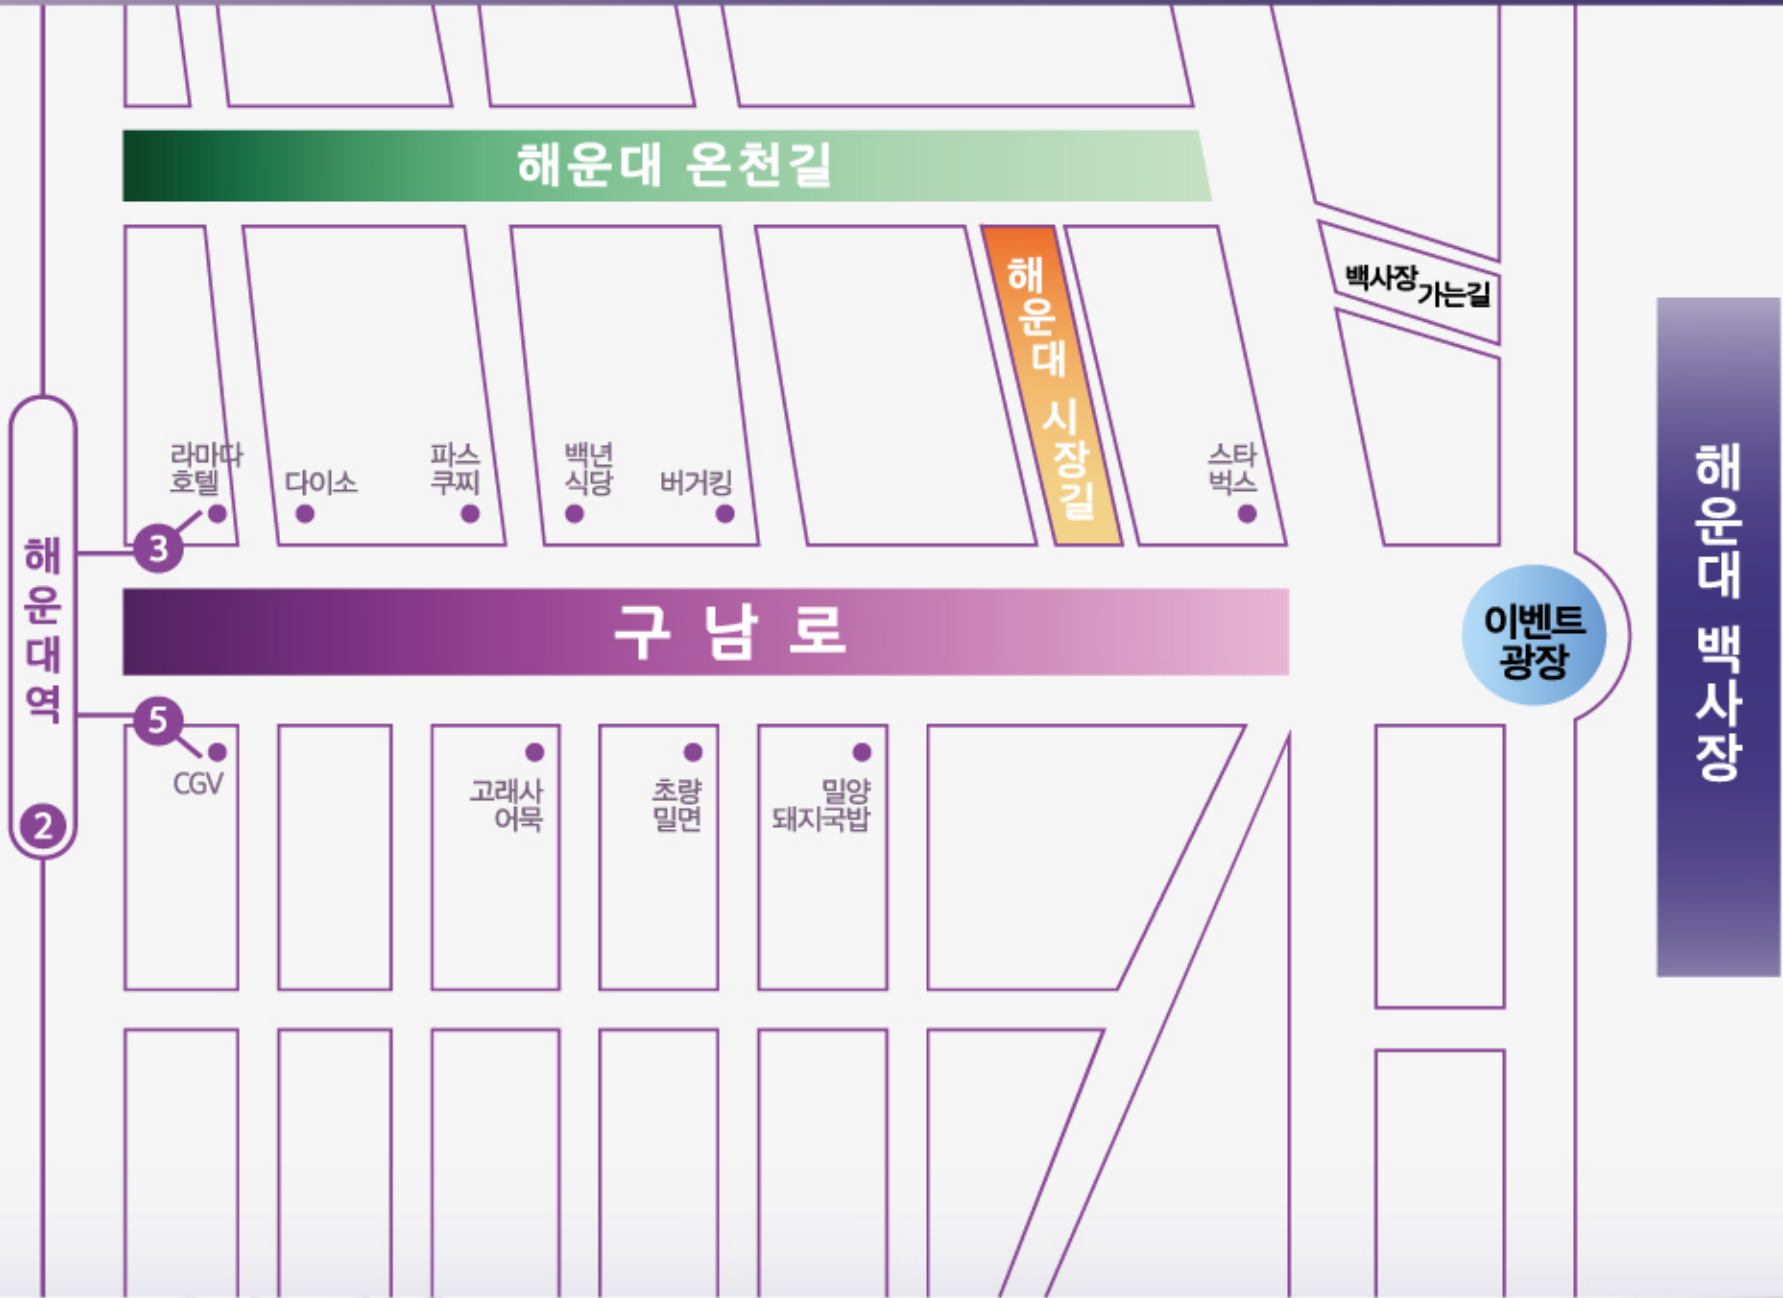 해운대 온천길
백사장 가는길
해운대 시장길
라마다
호텔
다이소
파스
쿠찌
백년
식당
버거킹
스타
벅스
해운대역
3
구남로
이벤트
광장
해운대 백사장
5
CGV
고래사
어묵
초량
밀면
밀양
돼지국밥
2